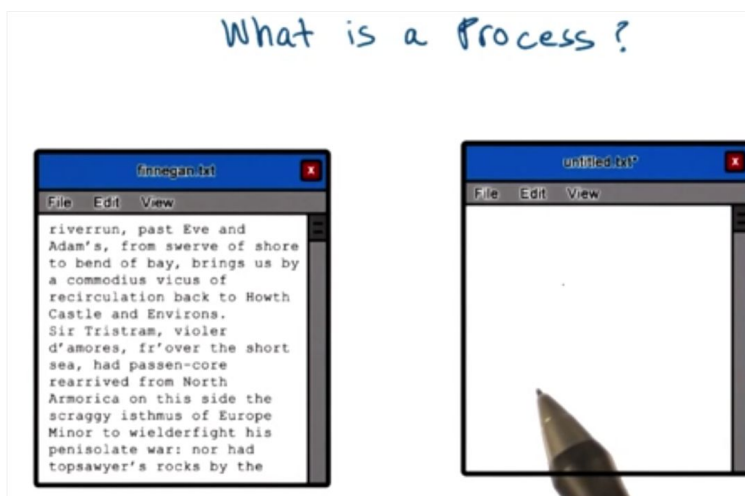 What is a Process?
finnegan.txt
x
File Edit View
riverrun, past Eve and
Adam's, from swerve of shore
to bend of bay, brings us by
a commodius vicus of
recirculation back to Howth
Castle and Environs.
Sir Tristram, violer
d'amores, fr'over the short
sea, had passen-core
rearrived from North
Armorica on this side the
scraggy isthmus of Europe
Minor to wielderfight his
penisolate war: nor had
topsawyer's rocks by the
untitled.txt*
x
File Edit View